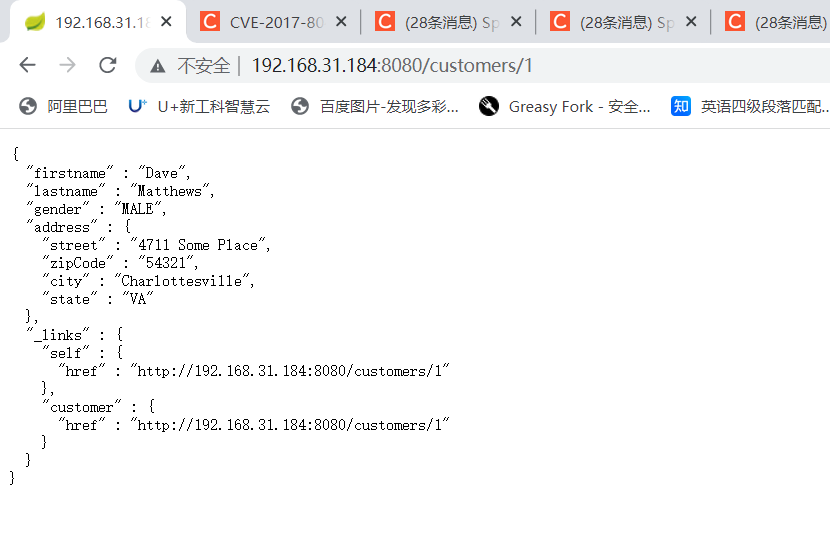 192.168.31.18
CVE-2017-80
(28条消息) Sp
(28条消息) Sp
(28条消息)
不安全 | 192.168.31.184:8080/customers/1
阿里巴巴
U+新工科智慧云
百度图片-发现多彩...
Greasy Fork - 安全...
知 英语四级段落匹配...
{
"firstname" : "Dave",
"lastname" : "Matthews",
"gender" : "MALE",
"address" : {
"street" : "4711 Some Place",
"zipCode" : "54321",
"city" : "Charlottesville",
"state" : "VA"
},
"_links" : {
"self" : {
"href" : "http://192.168.31.184:8080/customers/1"
},
"customer" : {
"href" : "http://192.168.31.184:8080/customers/1"
}
}
}